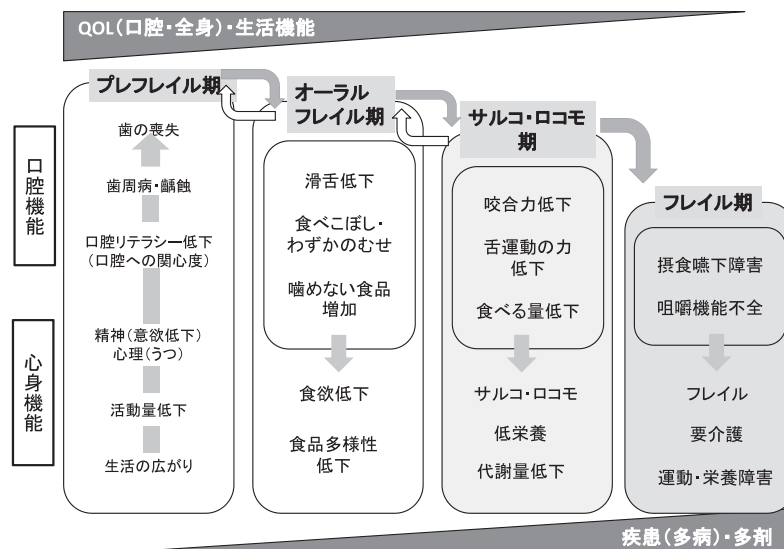 QOL(口腔・全身)・生活機能
プレフレイル期
オーラル
フレイル期
サルコ・ロコモ
期
フレイル期
口腔機能
心身機能
歯の喪失
歯周病・齲蝕
口腔リテラシー低下
(口腔への関心度)
精神(意欲低下)
心理(うつ)
活動量低下
生活の広がり
滑舌低下
食べこぼし・
わずかのむせ
噛めない食品
増加
食欲低下
食品多様性
低下
咬合力低下
舌運動の力
低下
食べる量低下
サルコ・ロコモ
低栄養
代謝量低下
摂食嚥下障害
咀嚼機能不全
フレイル
要介護
運動・栄養障害
疾患(多病)・多剤